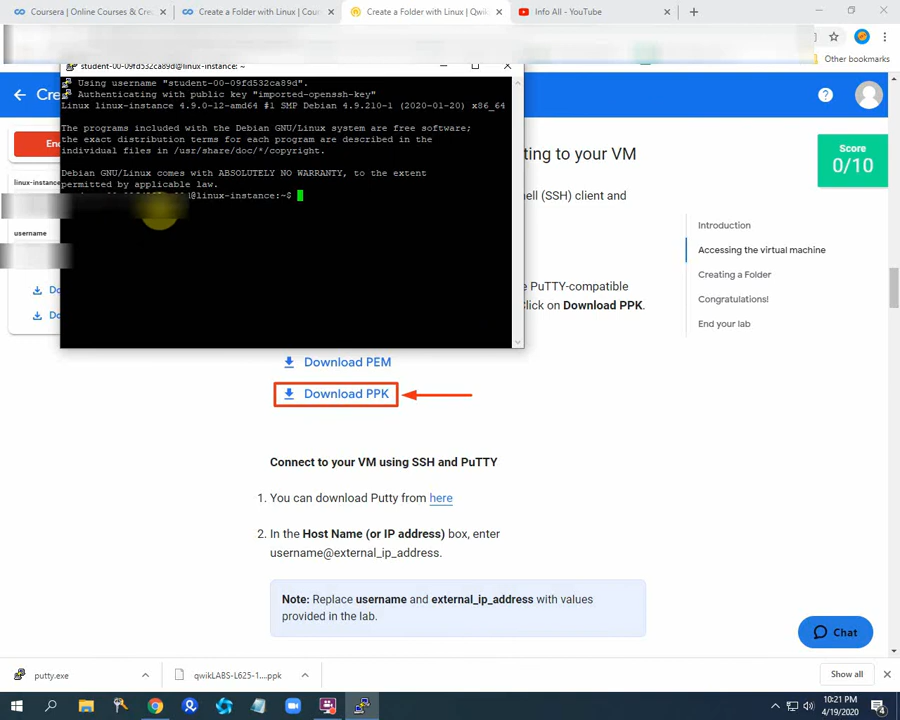 Coursera | Online Courses & Cre
Create a Folder with Linux | Cour
Create a Folder with Linux | Qwik
Info All - YouTube
Other bookmarks
Cre
student-00-09fd532ca89d@linux-instance: ~
Using username "student-00-09fd532ca89d".
Authenticating with public key "imported-openssh-key"
Linux linux-instance 4.9.0-12-amd64 #1 SMP Debian 4.9.210-1 (2020-01-20) x86_64
The programs included with the Debian GNU/Linux system are free software;
the exact distribution terms for each program are described in the
individual files in /usr/share/doc/*/copyright.
Debian GNU/Linux comes with ABSOLUTELY NO WARRANTY, to the extent
permitted by applicable law.
@linux-instance:~$
En
linux-instanc
username
Do
Do
ting to your VM
ell (SSH) client and
Score
0/10
Introduction
Accessing the virtual machine
Creating a Folder
Congratulations!
End your lab
e PuTTY-compatible
Click on Download PPK.
Download PEM
Download PPK
Connect to your VM using SSH and PuTTY
1. You can download Putty from here
2. In the Host Name (or IP address) box, enter
username@external_ip_address.
Note: Replace username and external_ip_address with values
provided in the lab.
Chat
putty.exe
qwikLABS-L625-1....ppk
Show all
10:21 PM
4/19/2020
4